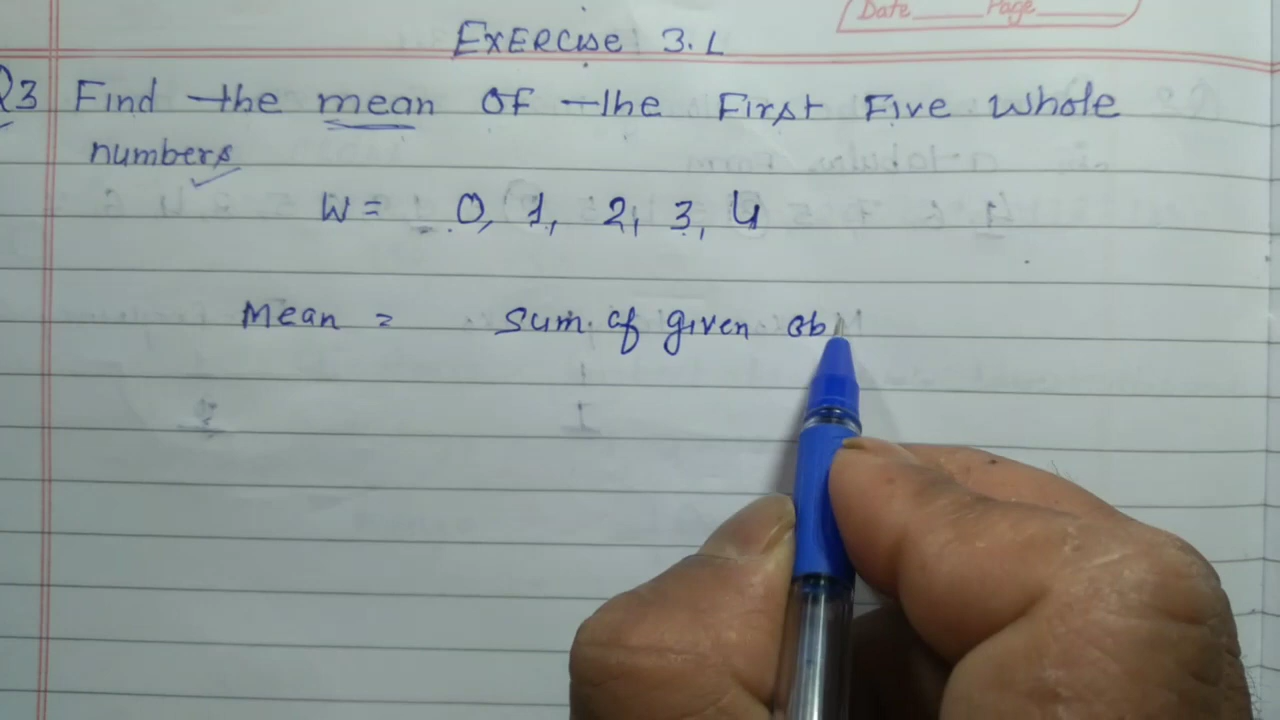 Date Page
Exercise 3.1
Q3 Find the mean of the First Five Whole
numbers
W = 0, 1, 2, 3, 4
Mean = Sum of given ob